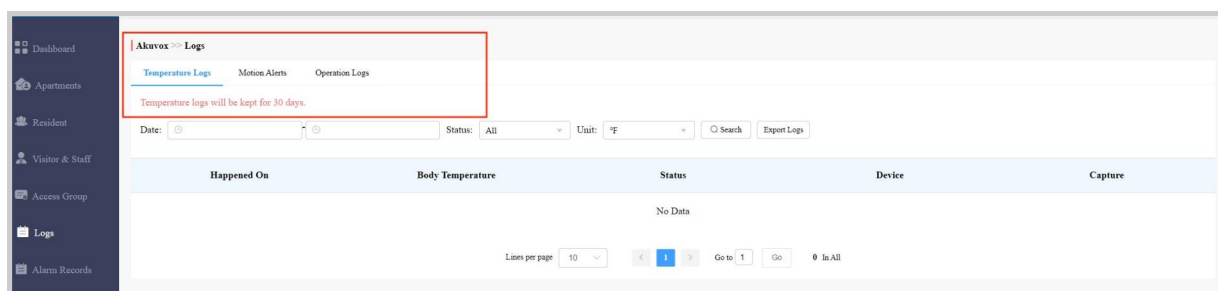 Dashboard
Apartments
Resident
Visitor & Staff
Access Group
Logs
Alarm Records
Akuvox >> Logs
Temperature Logs Motion Alerts Operation Logs
Temperature logs will be kept for 30 days.
Date: - Status: All Unit: °F Search Export Logs
Happened On Body Temperature Status Device Capture
No Data
Lines per page 10 < 1 > Go to 1 Go 0 In All